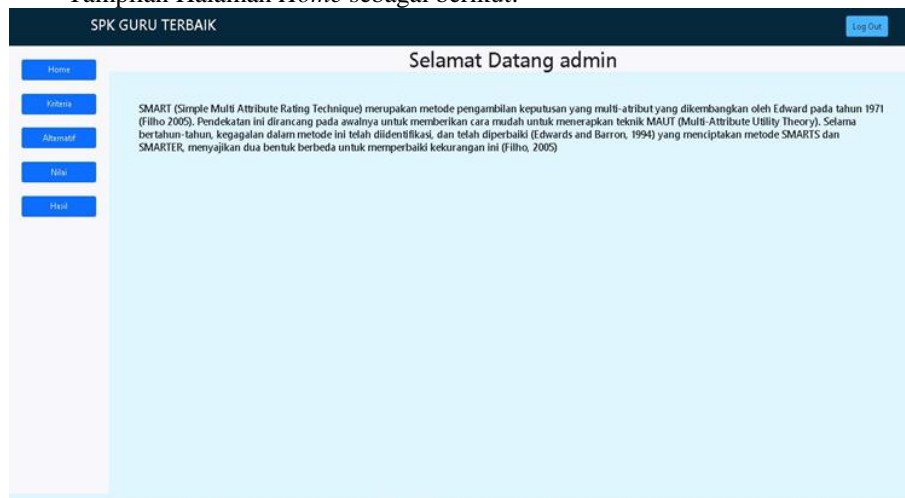 Tampilan Halaman Home sebagai berikut:
SPK GURU TERBAIK
Log Out
Selamat Datang admin
Home
Kriteria
Alternatif
Nilai
Hasil
SMART (Simple Multi Attribute Rating Technique) merupakan metode pengambilan keputusan yang multi-atribut yang dikembangkan oleh Edward pada tahun 1971
(Filho 2005). Pendekatan ini dirancang pada awalnya untuk memberikan cara mudah untuk menerapkan teknik MAUT (Multi-Attribute Utility Theory). Selama
bertahun-tahun, kegagalan dalam metode ini telah diidentifikasi, dan telah diperbaiki (Edwards and Barron, 1994) yang menciptakan metode SMARTS dan
SMARTER, menyajikan dua bentuk berbeda untuk memperbaiki kekurangan ini (Filho, 2005)